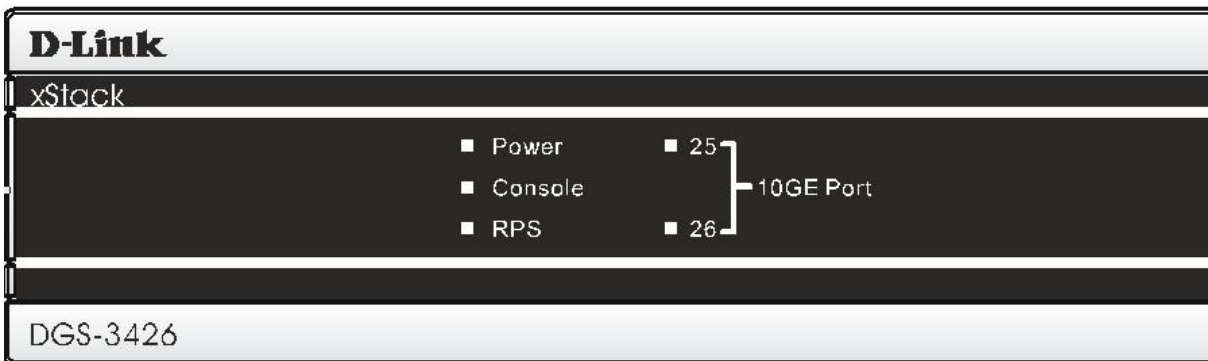 D-Link
xStack
Power
Console
RPS
25
26
10GE Port
DGS-3426